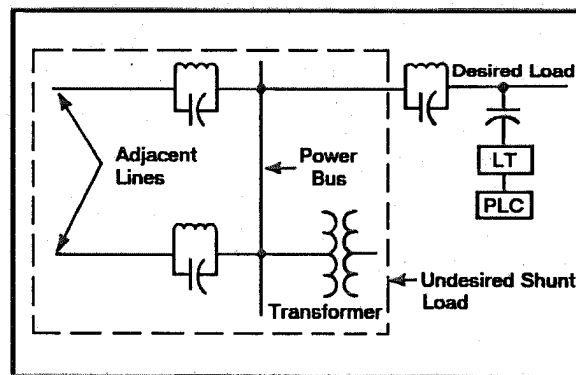 Desired Load
Adjacent
Lines
Power
Bus
LT
PLC
Transformer
Undesired Shunt
Load